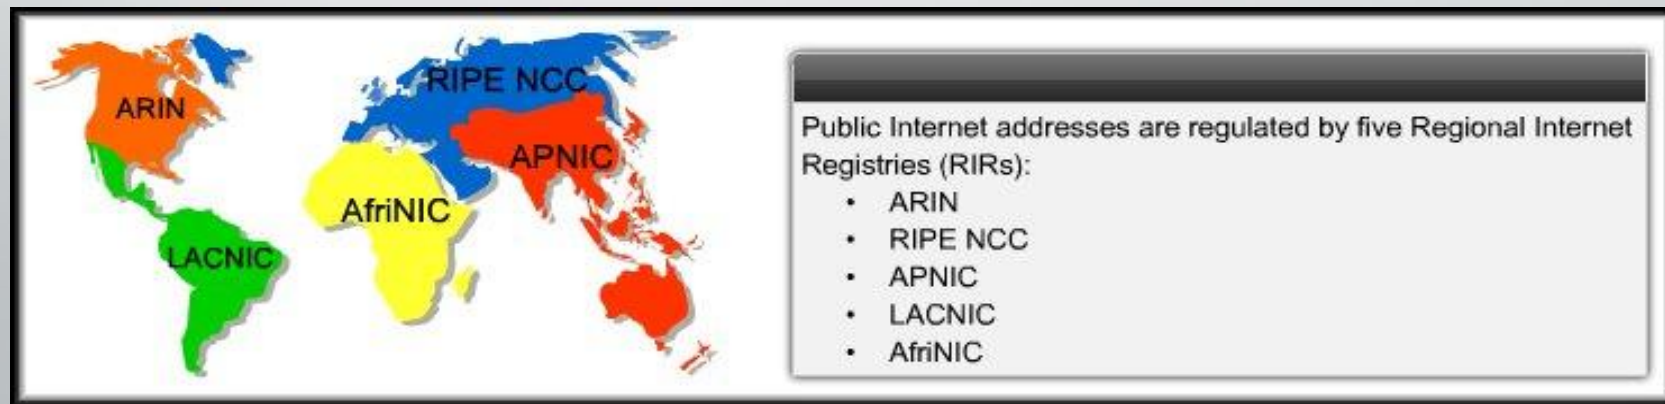 ARIN
RIPE NCC
APNIC
AfriNIC
LACNIC
Public Internet addresses are regulated by five Regional Internet
Registries (RIRs):
• ARIN
• RIPE NCC
• APNIC
• LACNIC
• AfriNIC